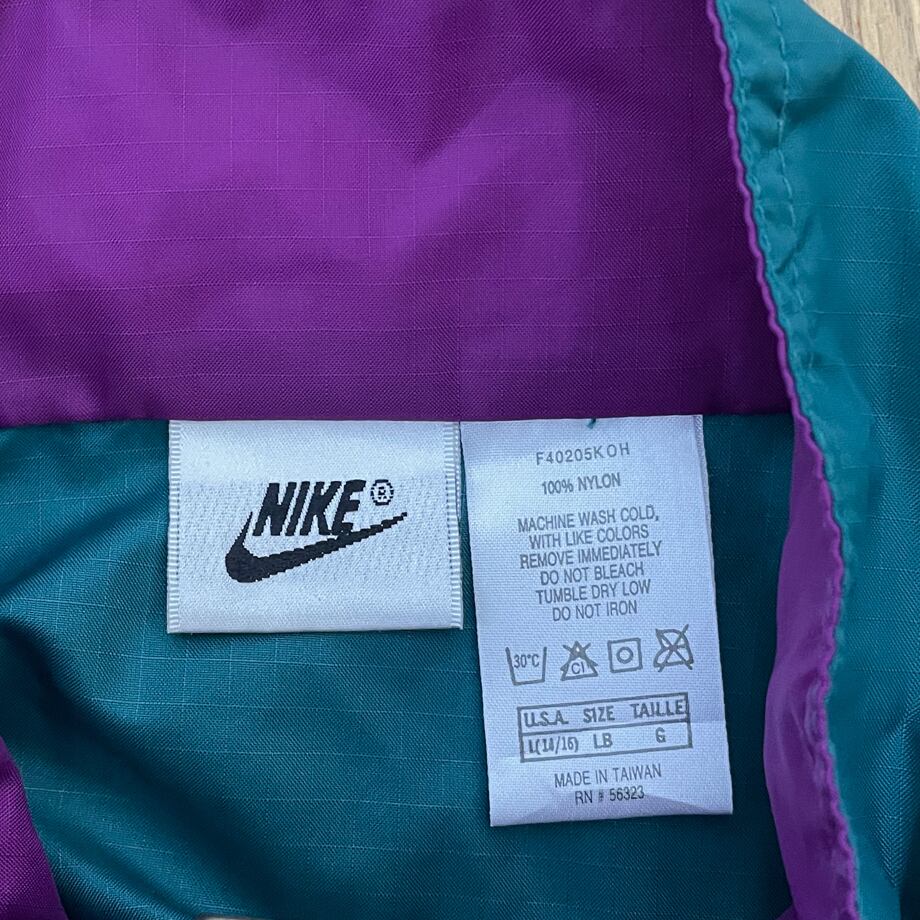 NIKE®
F40205KOH
100% NYLON
MACHINE WASH COLD,
WITH LIKE COLORS
REMOVE IMMEDIATELY
DO NOT BLEACH
TUMBLE DRY LOW
DO NOT IRON
30°C Cl
U.S.A. SIZE TAILLE
L(14/16) LB G
MADE IN TAIWAN
RN # 56323